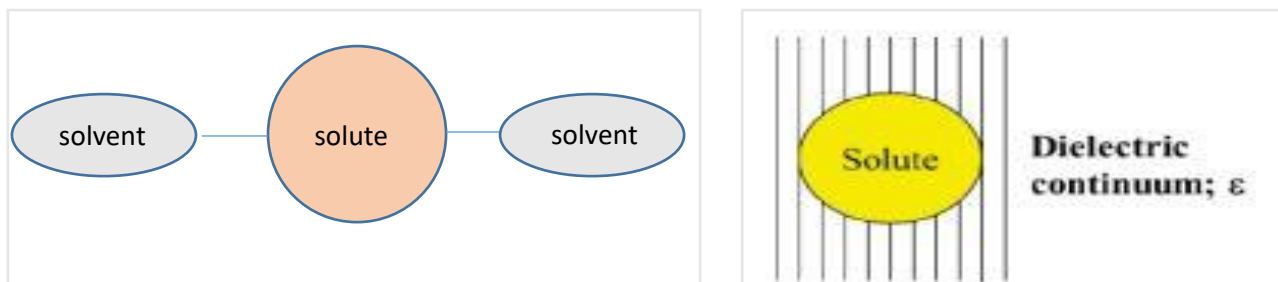 solvent
solute
solvent
Solute
Dielectric
continuum; ε